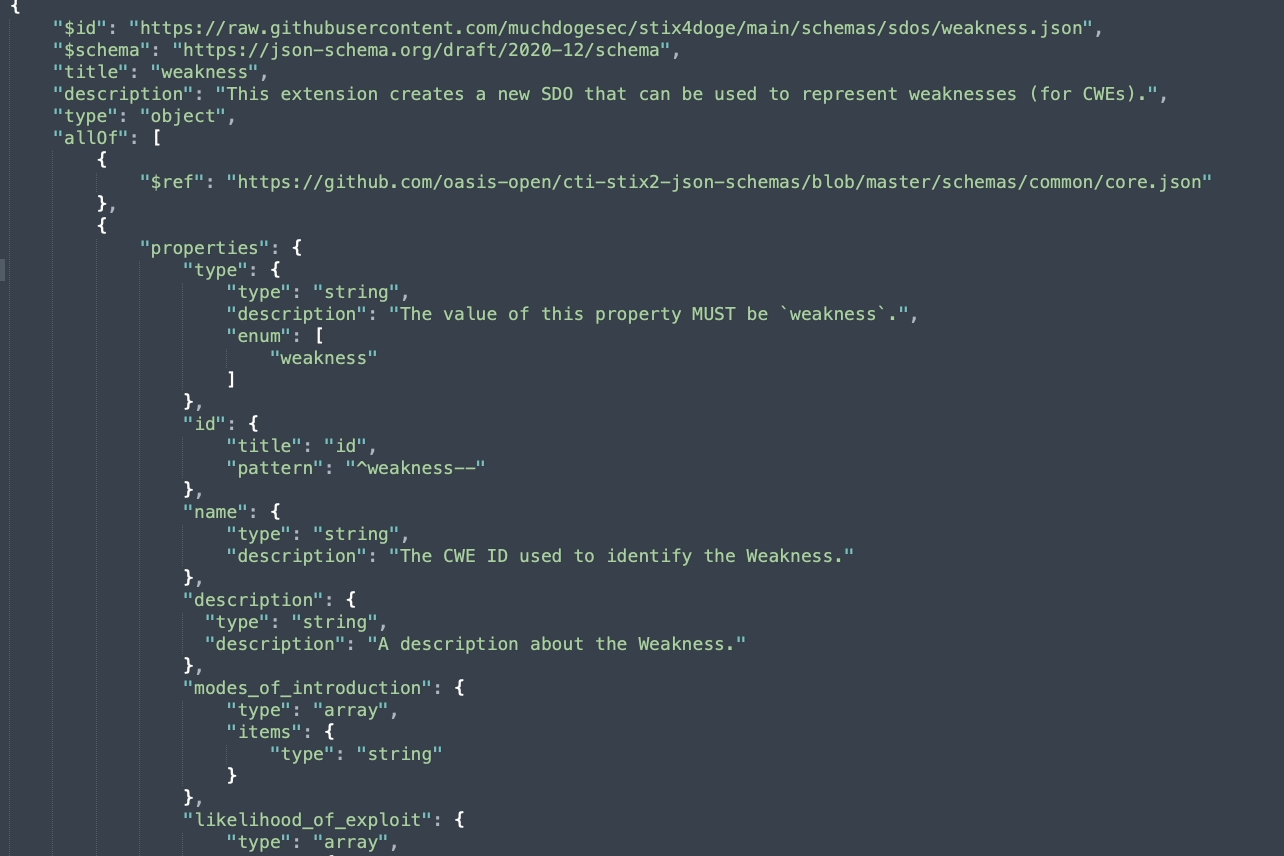 {
"$id": "https://raw.githubusercontent.com/muchdogesec/stix4doge/main/schemas/sdos/weakness.json",
"$schema": "https://json-schema.org/draft/2020-12/schema",
"title": "weakness",
"description": "This extension creates a new SDO that can be used to represent weaknesses (for CWEs).",
"type": "object",
"allOf": [
{
"$ref": "https://github.com/oasis-open/cti-stix2-json-schemas/blob/master/schemas/common/core.json"
},
{
"properties": {
"type": {
"type": "string",
"description": "The value of this property MUST be `weakness`.",
"enum": [
"weakness"
]
},
"id": {
"title": "id",
"pattern": "^weakness--"
},
"name": {
"type": "string",
"description": "The CWE ID used to identify the Weakness."
},
"description": {
"type": "string",
"description": "A description about the Weakness."
},
"modes_of_introduction": {
"type": "array",
"items": {
"type": "string"
}
},
"likelihood_of_exploit": {
"type": "array",